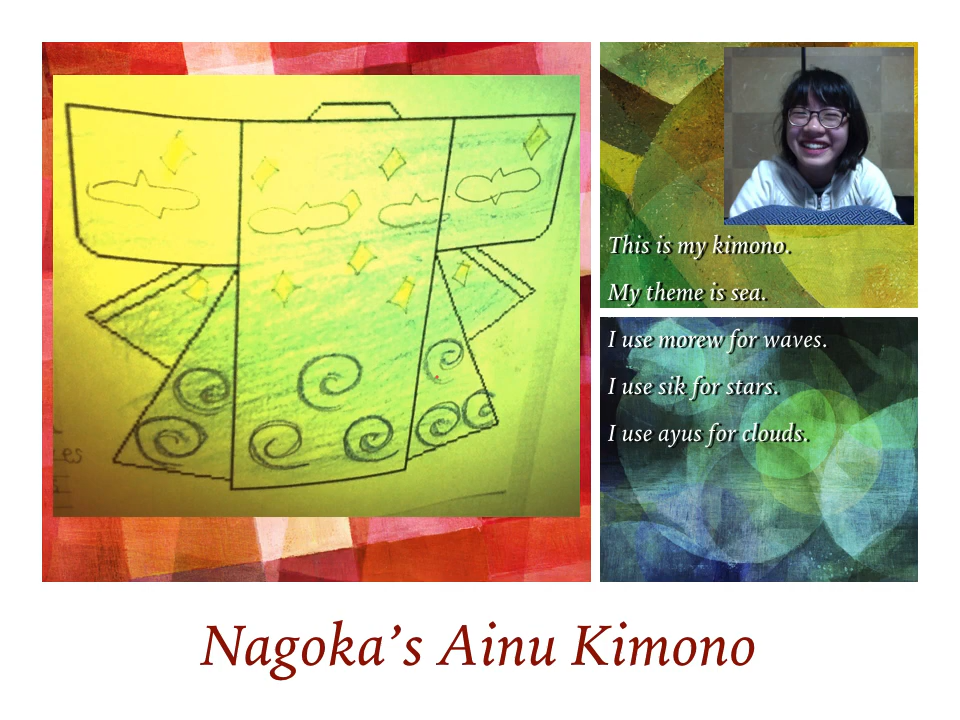 This is my kimono.
My theme is sea.
I use morew for waves.
I use sik for stars.
I use ayus for clouds.
Nagoka's Ainu Kimono